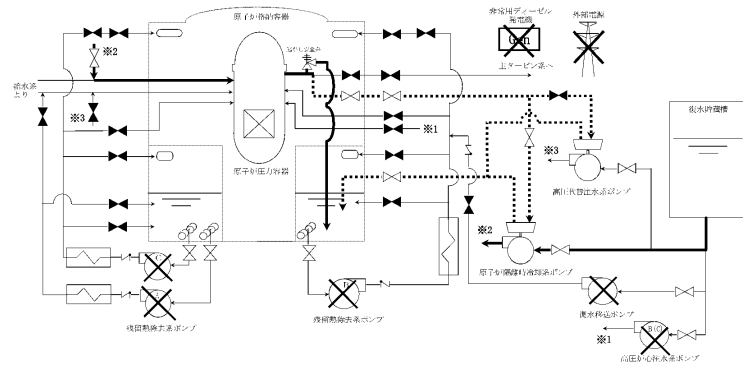 原子炉格納容器
逃がし安全弁
非常用ディーゼル
発電機
Gen
外部電源
※2
主タービン系へ
給水系
より
※3
※1
原子炉圧力容器
復水貯蔵槽
※3
高圧代替注水系ポンプ
※2
原子炉隔離時冷却系ポンプ
C
残留熱除去系ポンプ
残留熱除去系ポンプ
復水移送ポンプ
B(C)
※1
高圧炉心注水系ポンプ